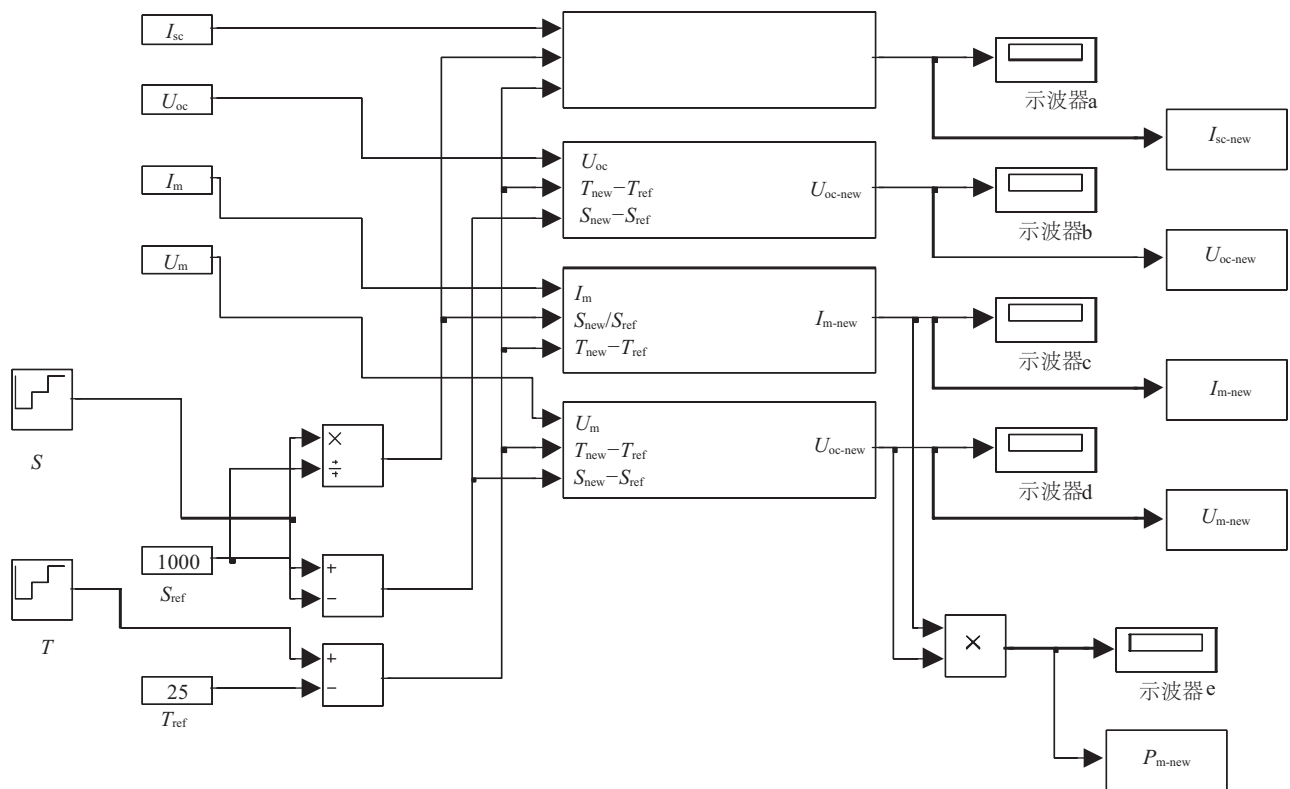 Isc
示波器a
Uoc
Isc-new
Uoc
Tnew−Tref
Snew−Sref
Uoc-new
Im
示波器b
Um
Uoc-new
Im
Snew/Sref
Tnew−Tref
Im-new
示波器c
Im-new
Um
Tnew−Tref
Snew−Sref
Uoc-new
S
×
÷
示波器d
Um-new
1000
Sref
+
−
T
+
−
25
Tref
×
示波器e
Pm-new